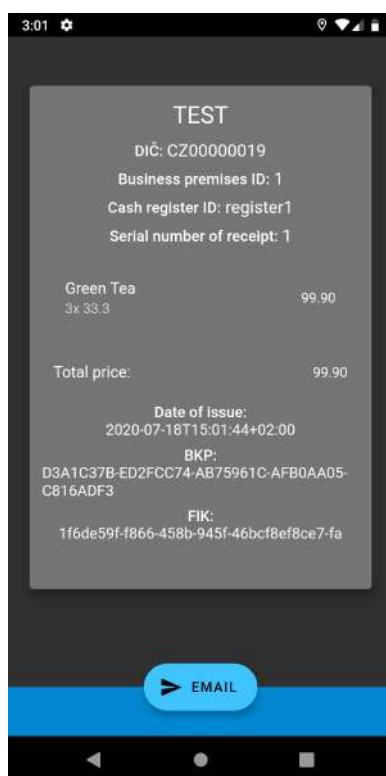 3:01
TEST
DIČ: CZ00000019
Business premises ID: 1
Cash register ID: register1
Serial number of receipt: 1
Green Tea
3x 33.3
99.90
Total price: 99.90
Date of issue:
2020-07-18T15:01:44+02:00
BKP:
D3A1C37B-ED2FCC74-AB75961C-AFB0AA05-
C816ADF3
FIK:
1f6de59f-f866-458b-945f-46bcf8ef8ce7-fa
EMAIL